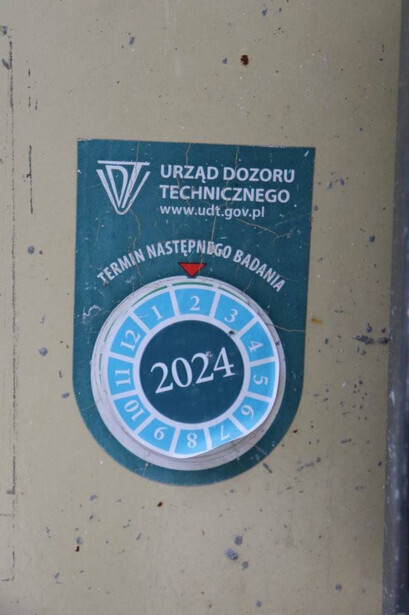 UDT
URZĄD DOZORU
TECHNICZNEGO
www.udt.gov.pl
TERMIN NASTĘPNEGO BADANIA
1 2 3 4 5 6 7 8 9 10 11 12
2024